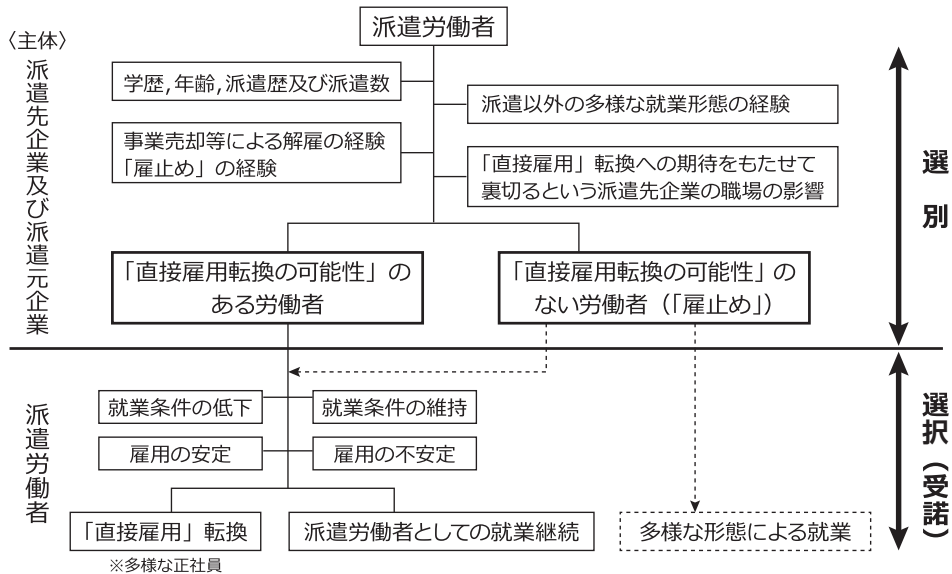 派遣労働者
〈主体〉
派遣先企業及び派遣元企業
学歴,年齢,派遣歴及び派遣数
派遣以外の多様な就業形態の経験
事業売却等による解雇の経験
「雇止め」の経験
「直接雇用」転換への期待をもたせて
裏切るという派遣先企業の職場の影響
選別
「直接雇用転換の可能性」の
ある労働者
「直接雇用転換の可能性」の
ない労働者（「雇止め」）
派遣労働者
就業条件の低下
就業条件の維持
雇用の安定
雇用の不安定
選択（受諾）
「直接雇用」転換
派遣労働者としての就業継続
多様な形態による就業
※多様な正社員